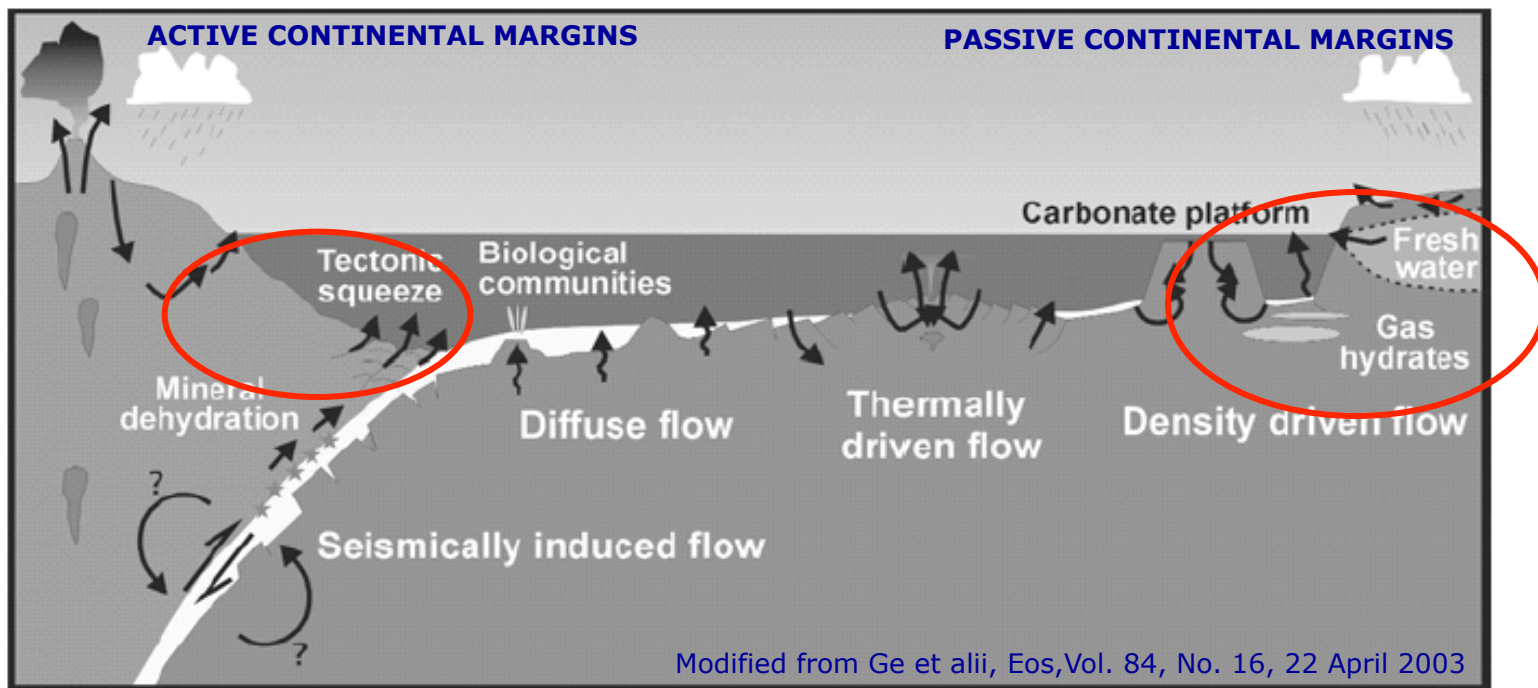 ACTIVE CONTINENTAL MARGINS
PASSIVE CONTINENTAL MARGINS
Carbonate platform
Tectonic
squeeze
Biological
communities
Fresh
water
Gas
hydrates
Mineral
dehydration
Diffuse flow
Thermally
driven flow
Density driven flow
?
Seismically induced flow
?
Modified from Ge et alii, Eos,Vol. 84, No. 16, 22 April 2003